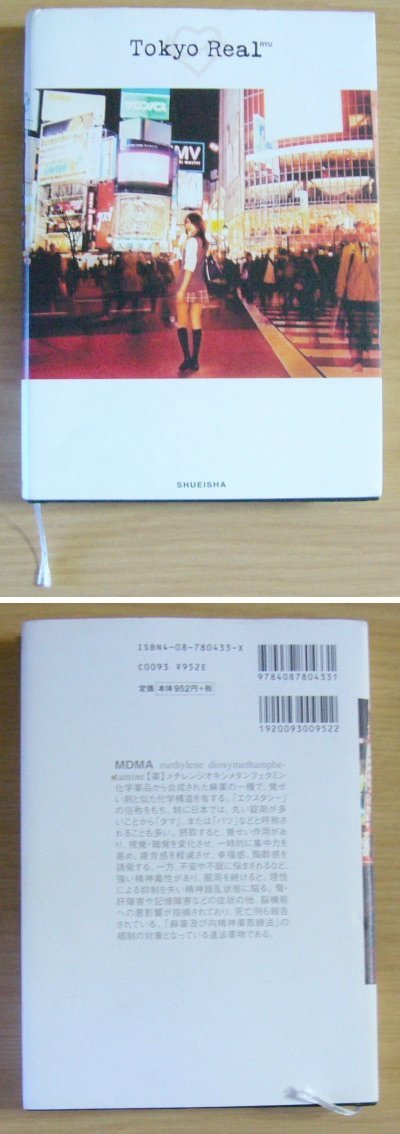 Tokyo Real RYU
MV
SHUEISHA
ISBN4-08-780433-X
C0093 ¥952E
定価 本体952円+税
9784087804331
1920093009522
MDMA methylene dioxymethamphe-
tamine【薬】メチレンジオキシメタンフェタミン
化学薬品から合成された麻薬の一種で、覚せ
い剤と似た化学構造を有する。「エクスタシー」
の俗称をもち、特に日本では、丸い錠剤が多
いことから「タマ」、または「バツ」などと呼称さ
れることも多い。摂取すると、覚せい作用があ
り、視覚・聴覚を変化させ、一時的に集中力を
高め、疲労感を軽減させ、幸福感、陶酔感を
誘発する。一方、不安や不眠に悩まされるなど、
強い精神毒性があり、服用を続けると、理性
による抑制を失い精神錯乱状態に陥る。腎・
肝障害や記憶障害などの症状の他、脳機能
への悪影響が指摘されており、死亡例も報告
されている。「麻薬及び向精神薬取締法」の
規制の対象となっている違法薬物である。